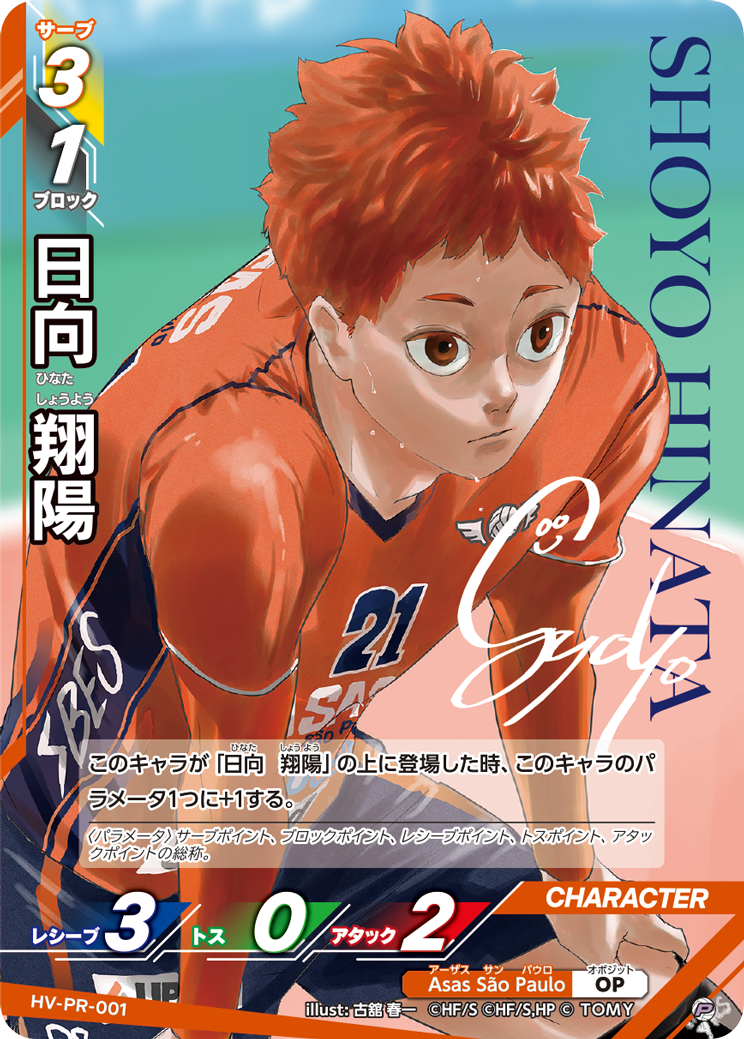 サーブ
3
1
ブロック
日向
ひなた
しょうよう
翔陽
SHOYO HINATA
21
SBFS
Syoyo
ひなた しょうよう
このキャラが「日向 翔陽」の上に登場した時、このキャラのパ
ラメータ1つに+1する。
〈パラメータ〉サーブポイント、ブロックポイント、レシーブポイント、トスポイント、アタッ
クポイントの総称。
CHARACTER
レシーブ 3 トス 0 アタック 2
アーザス サン パウロ オポジット
Asas São Paulo OP
HV-PR-001
illust: 古舘 春一 ©HF/S ©HF/S,HP © TOMY
P